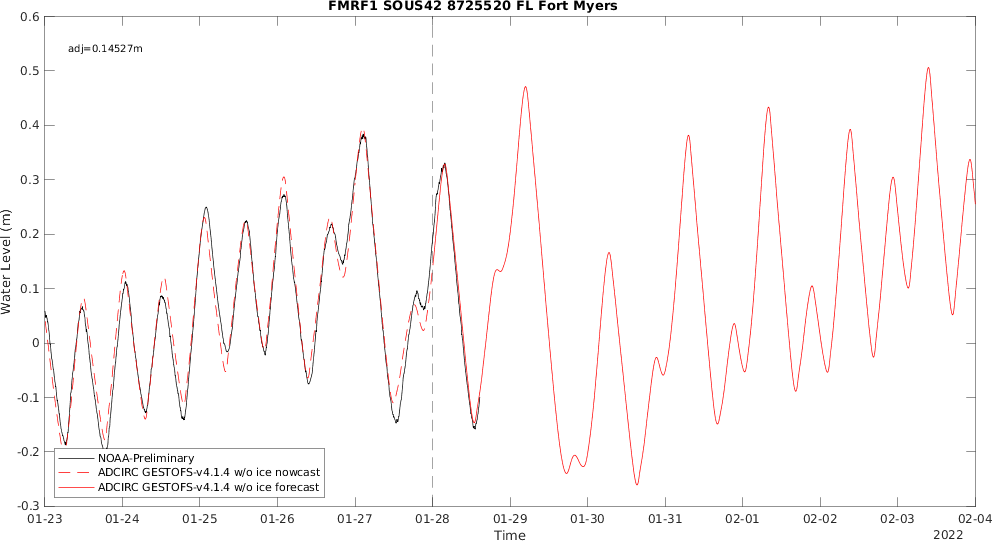 FMRF1 SOUS42 8725520 FL Fort Myers
adj=0.14527m
Water Level (m)
0.6
0.5
0.4
0.3
0.2
0.1
0
-0.1
-0.2
-0.3
NOAA-Preliminary
ADCIRC GESTOFS-v4.1.4 w/o ice nowcast
ADCIRC GESTOFS-v4.1.4 w/o ice forecast
01-23 01-24 01-25 01-26 01-27 01-28 01-29 01-30 01-31 02-01 02-02 02-03 02-04
Time
2022